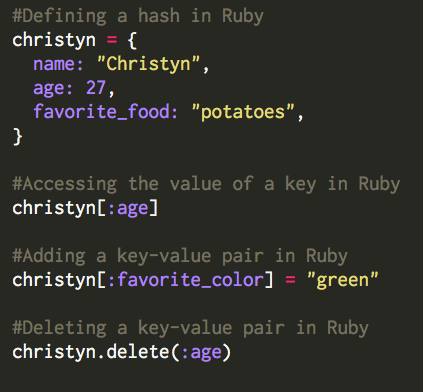 #Defining a hash in Ruby
christyn = {
  name: "Christyn",
  age: 27,
  favorite_food: "potatoes",
}
#Accessing the value of a key in Ruby
christyn[:age]
#Adding a key-value pair in Ruby
christyn[:favorite_color] = "green"
#Deleting a key-value pair in Ruby
christyn.delete(:age)